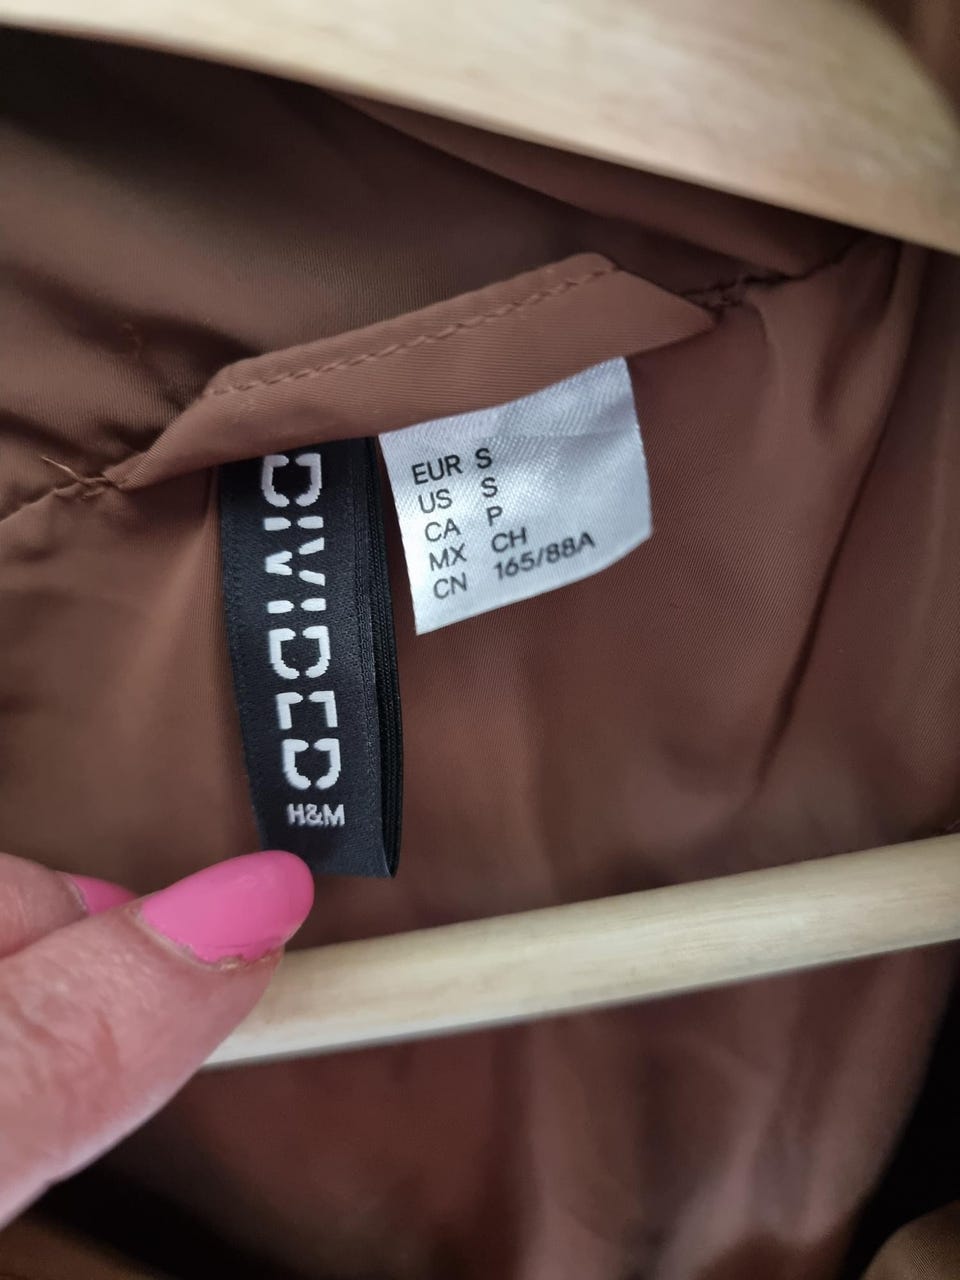 DIVIDED
H&M
EUR S
US S
CA P
MX CH
CN 165/88A